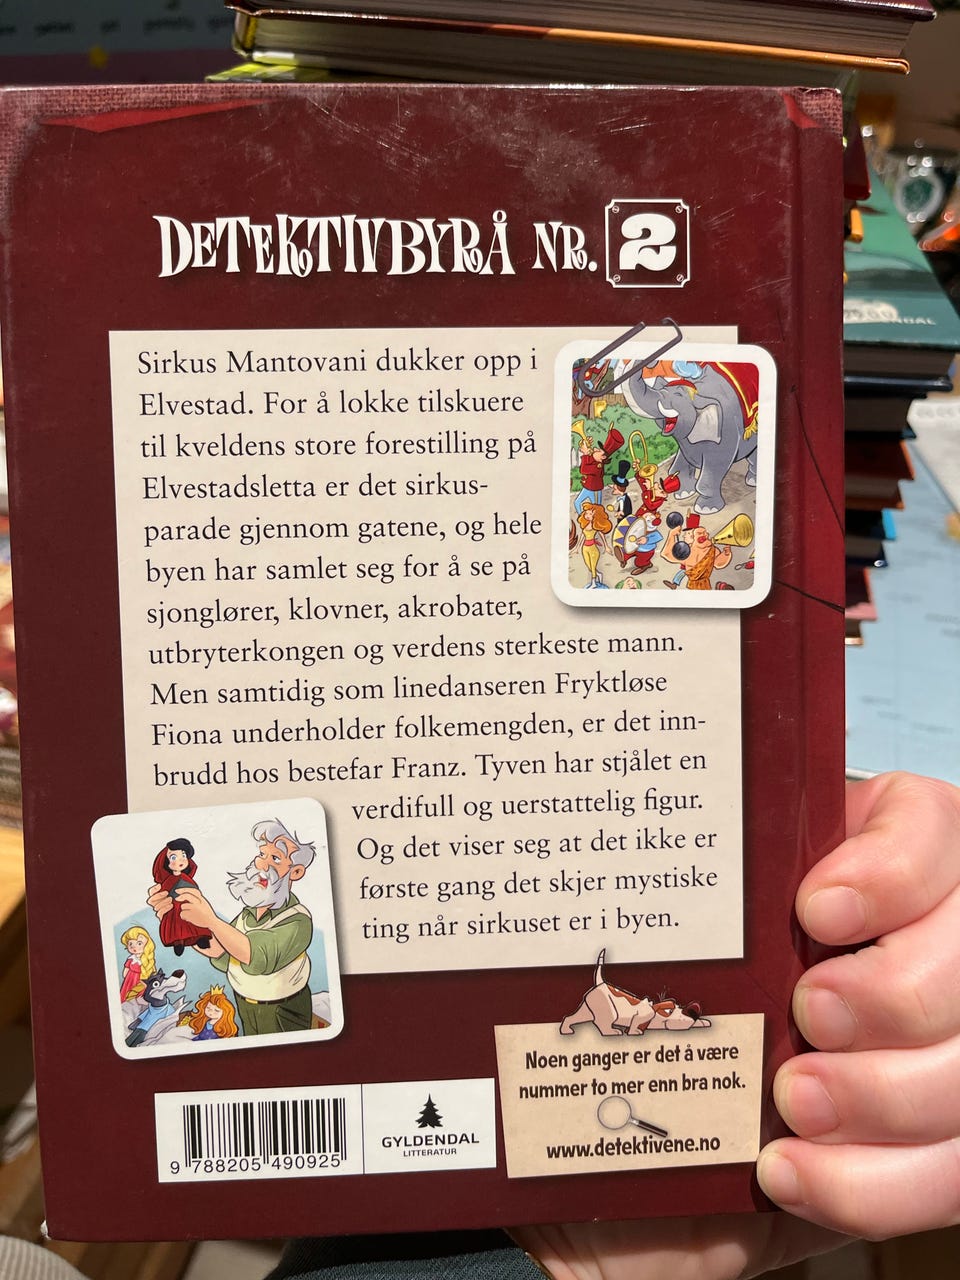 DETEKTIVBYRÅ NR. 2
Sirkus Mantovani dukker opp i
Elvestad. For å lokke tilskuere
til kveldens store forestilling på
Elvestadsletta er det sirkus-
parade gjennom gatene, og hele
byen har samlet seg for å se på
sjonglører, klovner, akrobater,
utbryterkongen og verdens sterkeste mann.
Men samtidig som linedanseren Fryktløse
Fiona underholder folkemengden, er det inn-
brudd hos bestefar Franz. Tyven har stjålet en
verdifull og uerstattelig figur.
Og det viser seg at det ikke er
første gang det skjer mystiske
ting når sirkuset er i byen.
Noen ganger er det å være
nummer to mer enn bra nok.
www.detektivene.no
9 788205 490925
GYLDENDAL
LITTERATUR